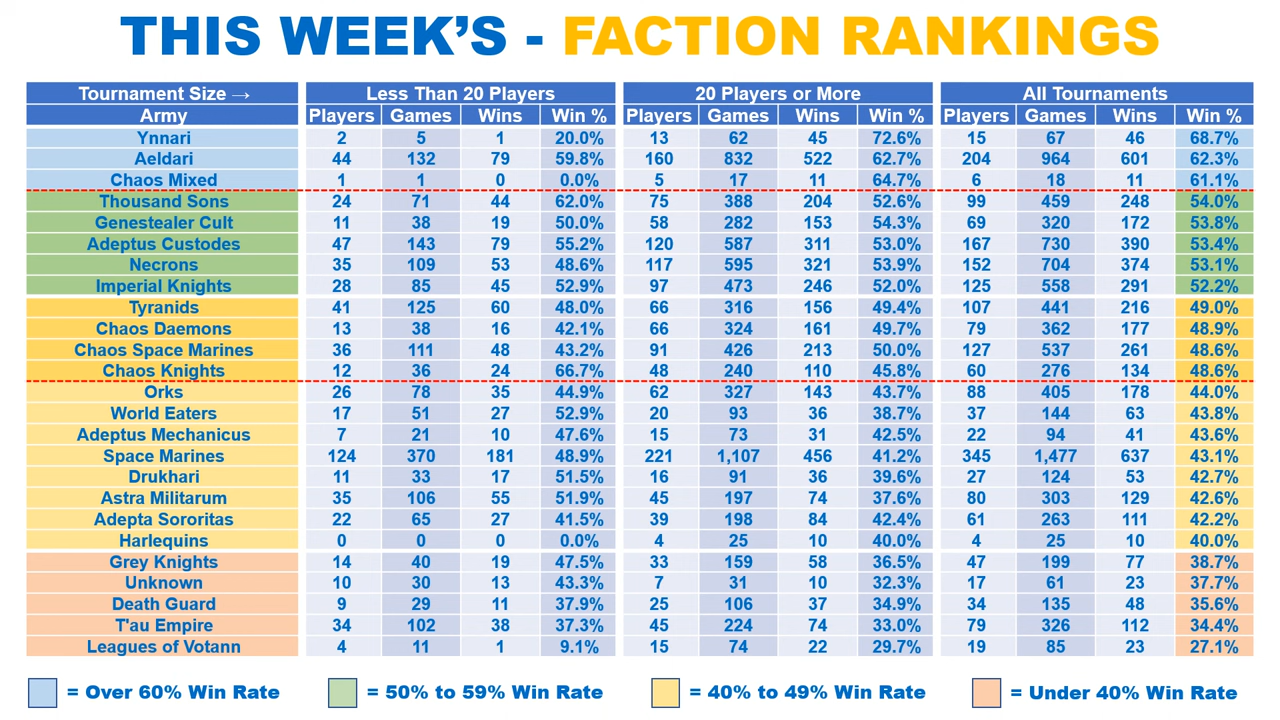 THIS WEEK'S - FACTION RANKINGS
Tournament Size → Less Than 20 Players 20 Players or More All Tournaments
Army Players Games Wins Win % Players Games Wins Win % Players Games Wins Win %
Ynnari 2 5 1 20.0% 13 62 45 72.6% 15 67 46 68.7%
Aeldari 44 132 79 59.8% 160 832 522 62.7% 204 964 601 62.3%
Chaos Mixed 1 1 0 0.0% 5 17 11 64.7% 6 18 11 61.1%
Thousand Sons 24 71 44 62.0% 75 388 204 52.6% 99 459 248 54.0%
Genestealer Cult 11 38 19 50.0% 58 282 153 54.3% 69 320 172 53.8%
Adeptus Custodes 47 143 79 55.2% 120 587 311 53.0% 167 730 390 53.4%
Necrons 35 109 53 48.6% 117 595 321 53.9% 152 704 374 53.1%
Imperial Knights 28 85 45 52.9% 97 473 246 52.0% 125 558 291 52.2%
Tyranids 41 125 60 48.0% 66 316 156 49.4% 107 441 216 49.0%
Chaos Daemons 13 38 16 42.1% 66 324 161 49.7% 79 362 177 48.9%
Chaos Space Marines 36 111 48 43.2% 91 426 213 50.0% 127 537 261 48.6%
Chaos Knights 12 36 24 66.7% 48 240 110 45.8% 60 276 134 48.6%
Orks 26 78 35 44.9% 62 327 143 43.7% 88 405 178 44.0%
World Eaters 17 51 27 52.9% 20 93 36 38.7% 37 144 63 43.8%
Adeptus Mechanicus 7 21 10 47.6% 15 73 31 42.5% 22 94 41 43.6%
Space Marines 124 370 181 48.9% 221 1,107 456 41.2% 345 1,477 637 43.1%
Drukhari 11 33 17 51.5% 16 91 36 39.6% 27 124 53 42.7%
Astra Militarum 35 106 55 51.9% 45 197 74 37.6% 80 303 129 42.6%
Adepta Sororitas 22 65 27 41.5% 39 198 84 42.4% 61 263 111 42.2%
Harlequins 0 0 0 0.0% 4 25 10 40.0% 4 25 10 40.0%
Grey Knights 14 40 19 47.5% 33 159 58 36.5% 47 199 77 38.7%
Unknown 10 30 13 43.3% 7 31 10 32.3% 17 61 23 37.7%
Death Guard 9 29 11 37.9% 25 106 37 34.9% 34 135 48 35.6%
T'au Empire 34 102 38 37.3% 45 224 74 33.0% 79 326 112 34.4%
Leagues of Votann 4 11 1 9.1% 15 74 22 29.7% 19 85 23 27.1%
= Over 60% Win Rate = 50% to 59% Win Rate = 40% to 49% Win Rate = Under 40% Win Rate